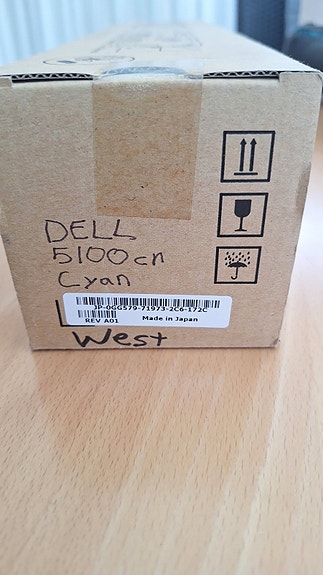 DELL
5100cn
Cyan
JP-0GG579-71973-2C6-172C
REV A01 Made in Japan
West